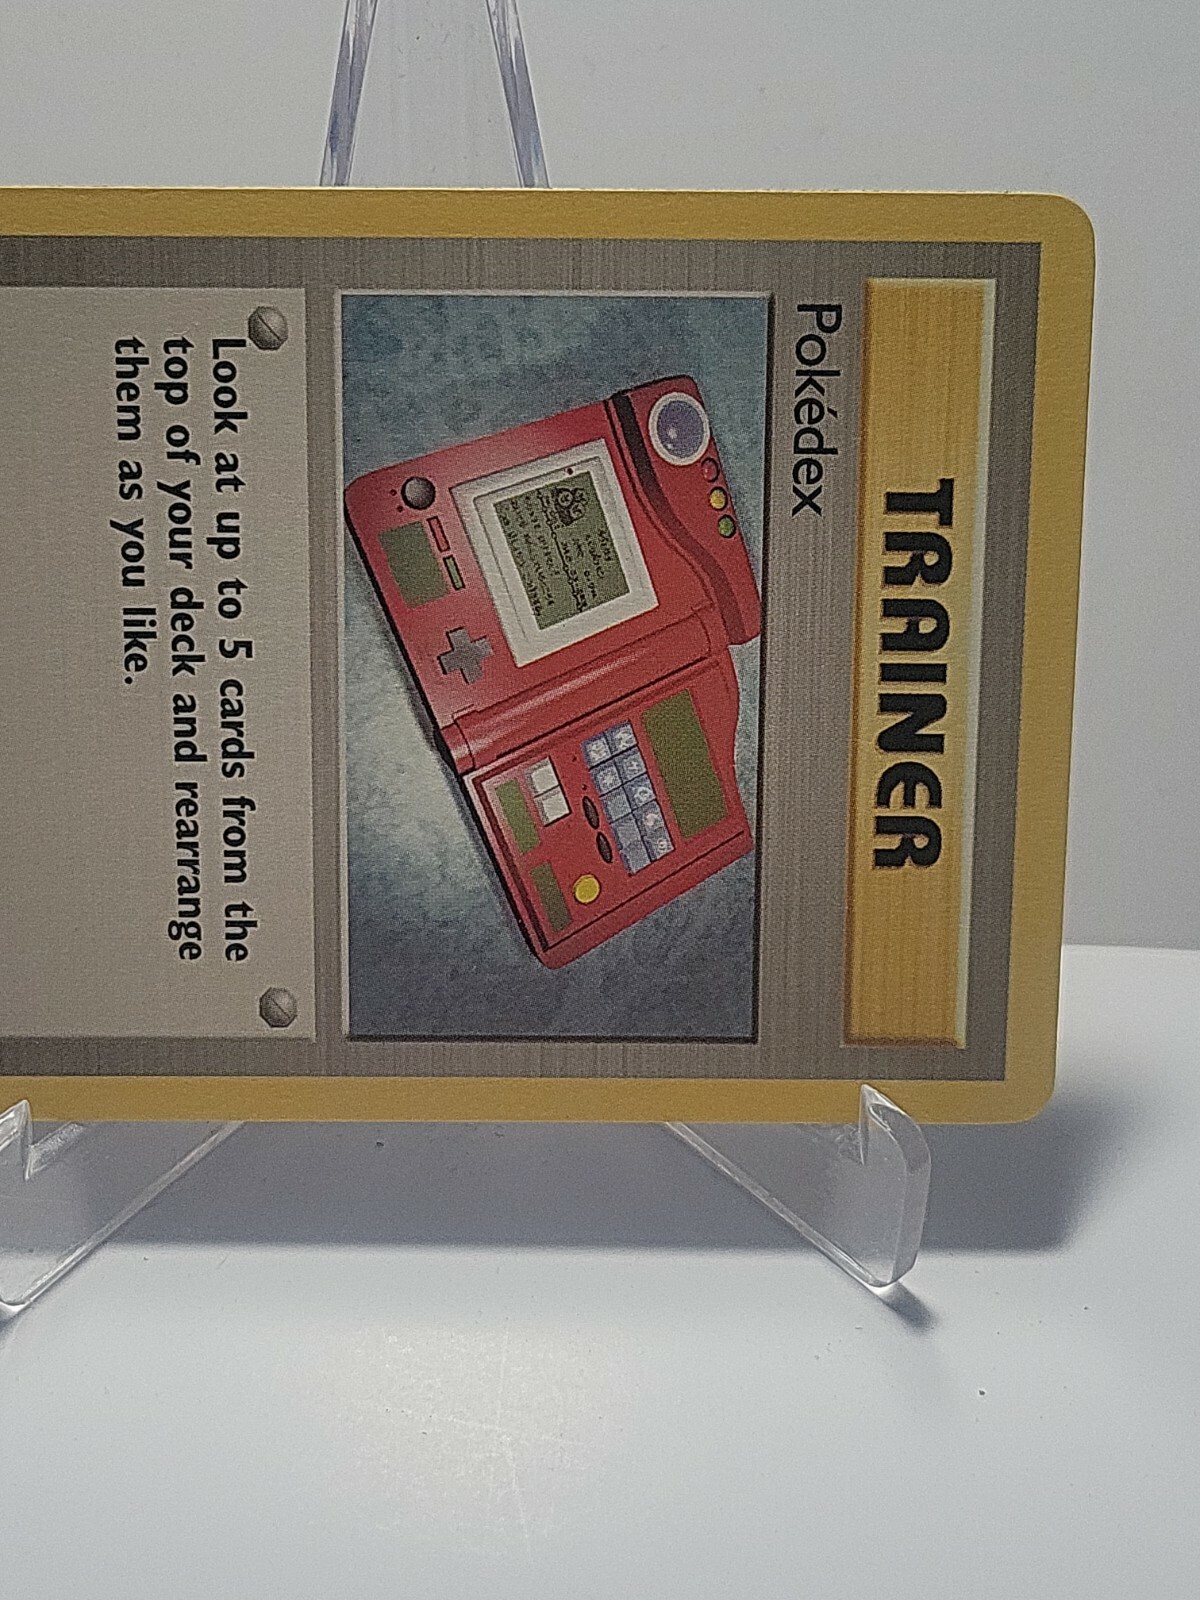 TRAINER
Pokédex
Look at up to 5 cards from the
top of your deck and rearrange
them as you like.